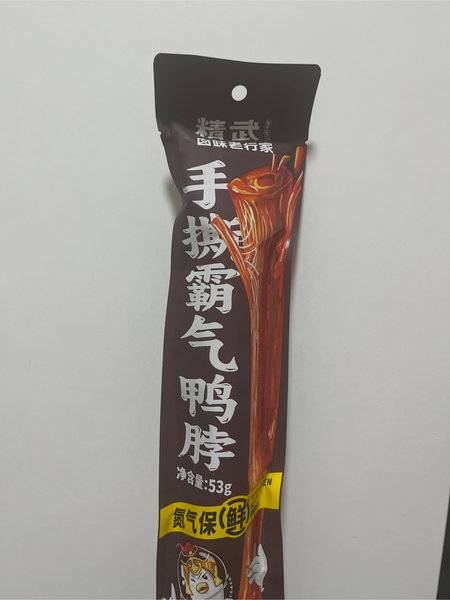 精武
卤味老行家
手撕霸气鸭脖
净含量:53g
氮气保鲜